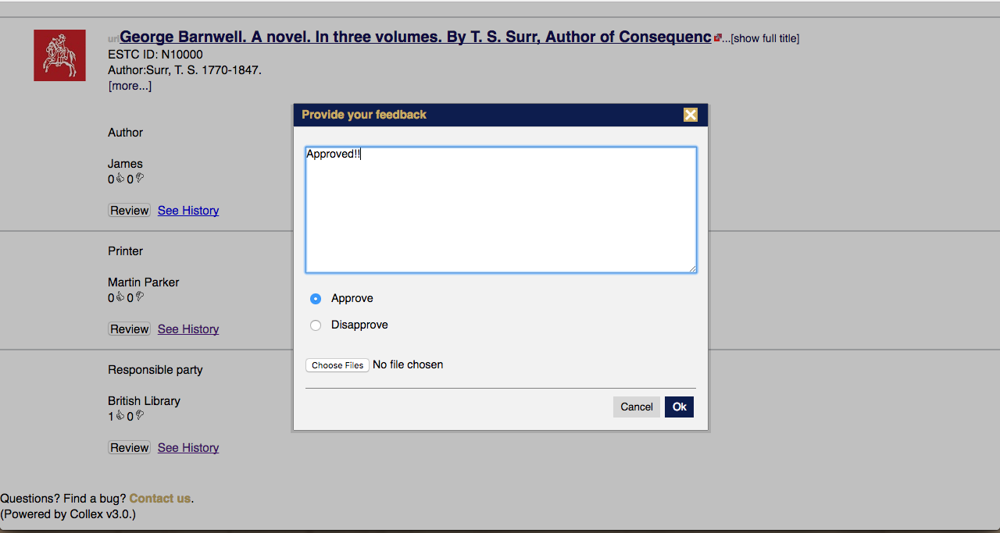 uri George Barnwell. A novel. In three volumes. By T. S. Surr, Author of Consequenc ...[show full title]
ESTC ID: N10000
Author:Surr, T. S. 1770-1847.
[more...]
Author
James
0 0
Review See History
Printer
Martin Parker
0 0
Review See History
Responsible party
British Library
1 0
Review See History
Questions? Find a bug? Contact us.
(Powered by Collex v3.0.)
Provide your feedback
Approved!!
Approve
Disapprove
Choose Files No file chosen
Cancel Ok